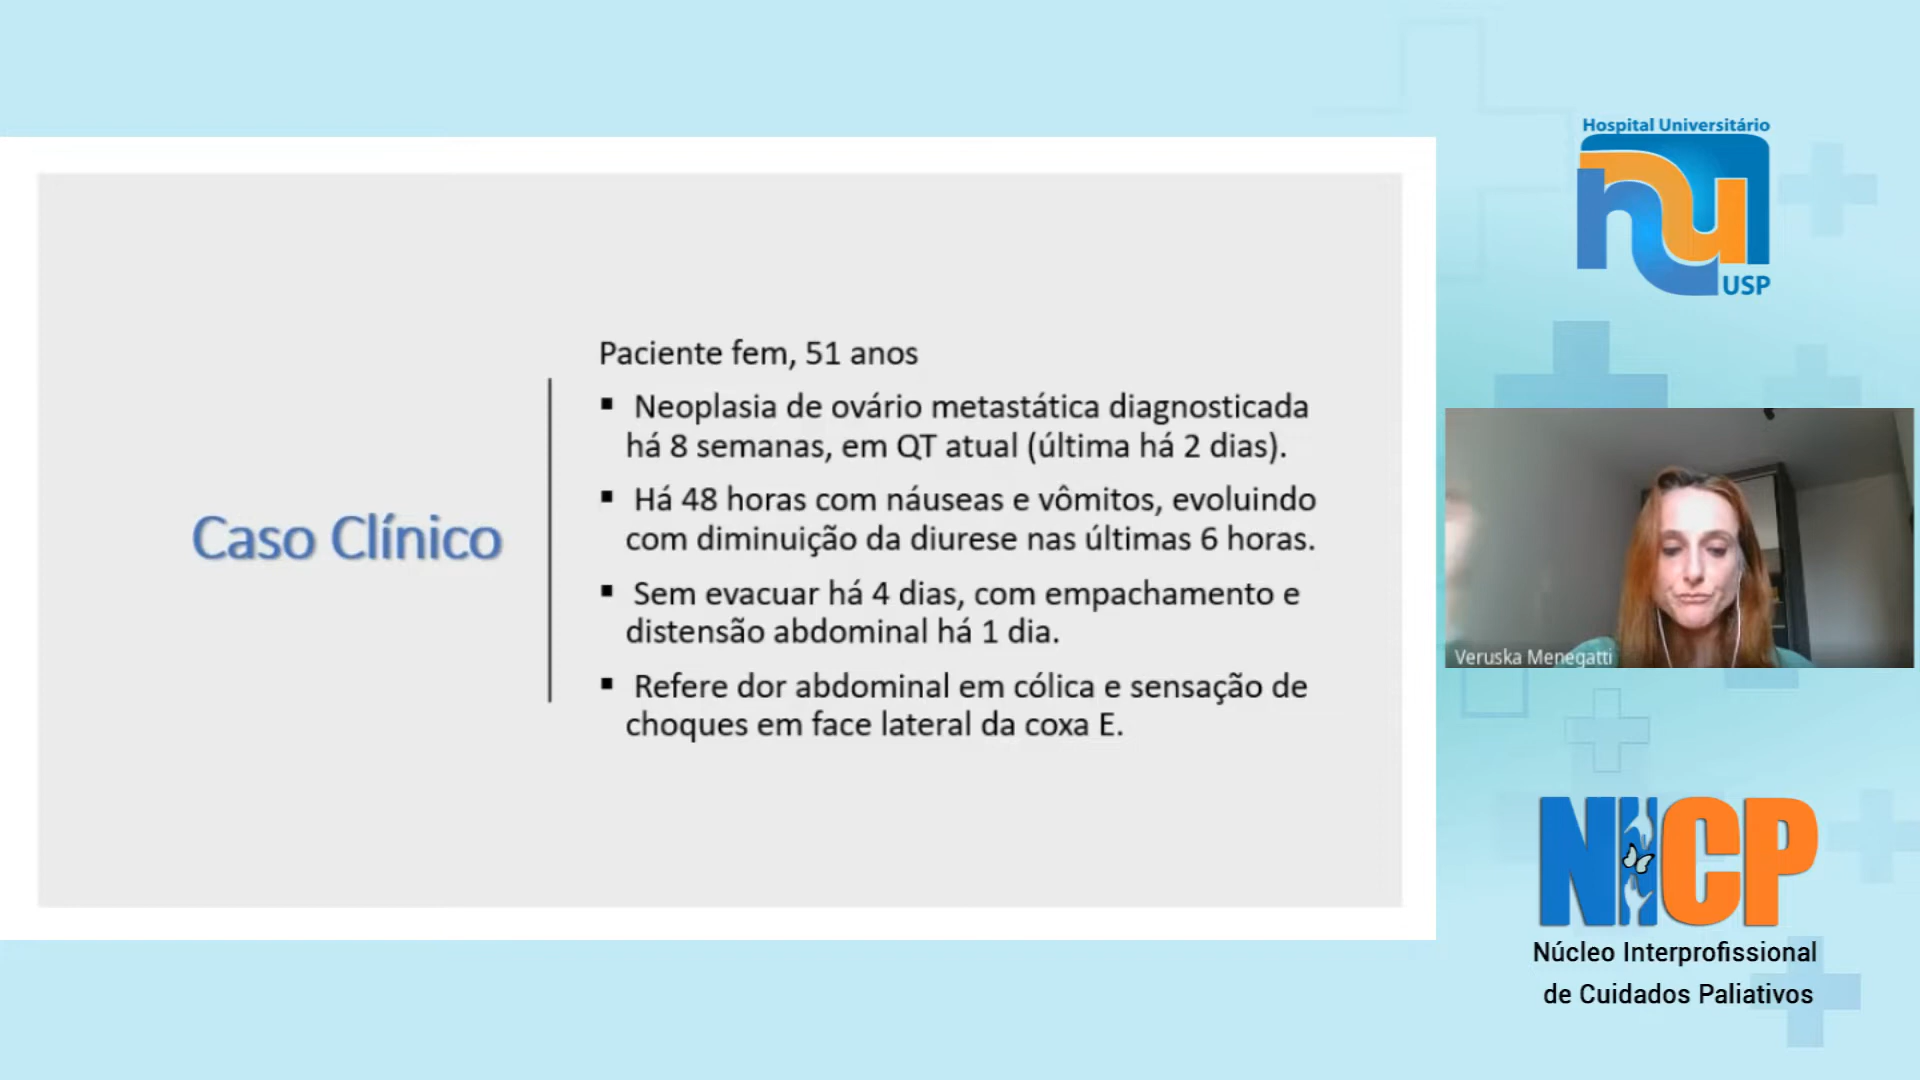 Caso Clínico
Paciente fem, 51 anos
▪ Neoplasia de ovário metastática diagnosticada
há 8 semanas, em QT atual (última há 2 dias).
▪ Há 48 horas com náuseas e vômitos, evoluindo
com diminuição da diurese nas últimas 6 horas.
▪ Sem evacuar há 4 dias, com empachamento e
distensão abdominal há 1 dia.
▪ Refere dor abdominal em cólica e sensação de
choques em face lateral da coxa E.
Hospital Universitário
hu
USP
Veruska Menegatti
NICP
Núcleo Interprofissional
de Cuidados Paliativos